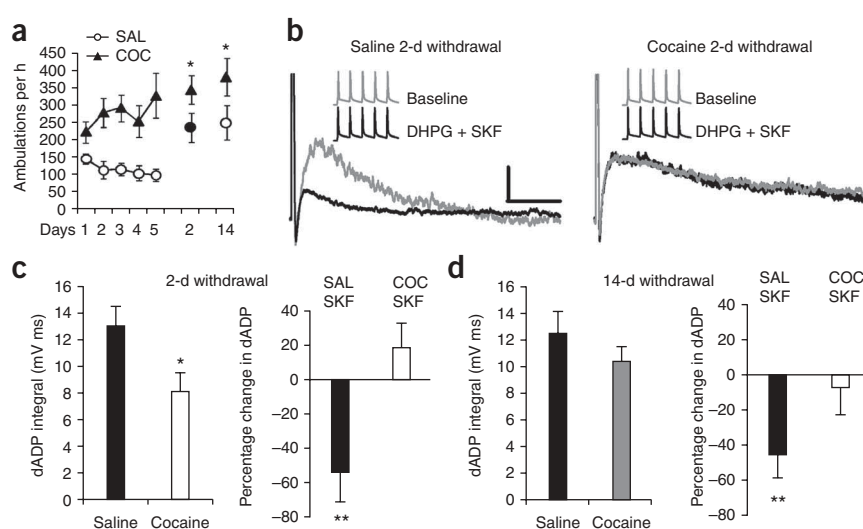 a
SAL
COC
Ambulations per h
450
400
350
300
250
200
150
100
50
0
* *
Days 1 2 3 4 5 2 14
b
Saline 2-d withdrawal
Baseline
DHPG + SKF
Cocaine 2-d withdrawal
Baseline
DHPG + SKF
c
2-d withdrawal
dADP integral (mV ms)
16
14
12
10
8
6
4
2
0
*
Saline Cocaine
SAL COC
SKF SKF
Percentage change in dADP
40
20
0
–20
–40
–60
–80
**
d
14-d withdrawal
dADP integral (mV ms)
16
14
12
10
8
6
4
2
0
Saline Cocaine
SAL COC
SKF SKF
Percentage change in dADP
40
20
0
–20
–40
–60
–80
**